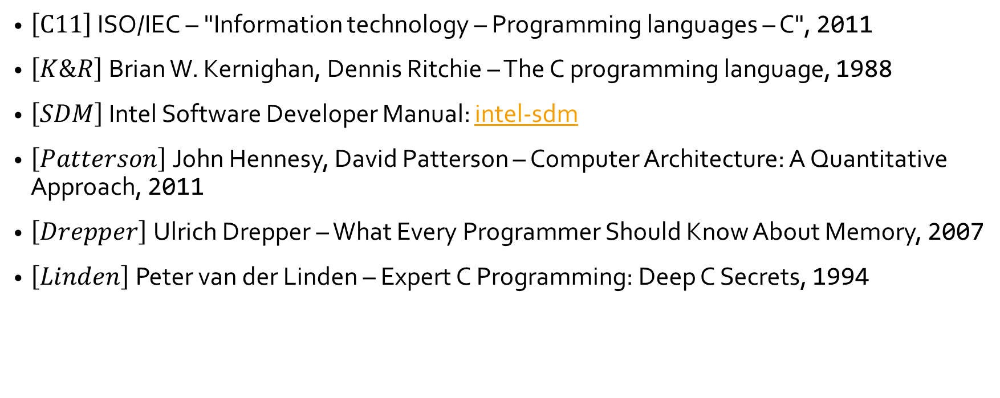 • [C11] ISO/IEC – "Information technology – Programming languages – C", 2011
• [K&R] Brian W. Kernighan, Dennis Ritchie – The C programming language, 1988
• [SDM] Intel Software Developer Manual: intel-sdm
• [Patterson] John Hennesy, David Patterson – Computer Architecture: A Quantitative
Approach, 2011
• [Drepper] Ulrich Drepper – What Every Programmer Should Know About Memory, 2007
• [Linden] Peter van der Linden – Expert C Programming: Deep C Secrets, 1994